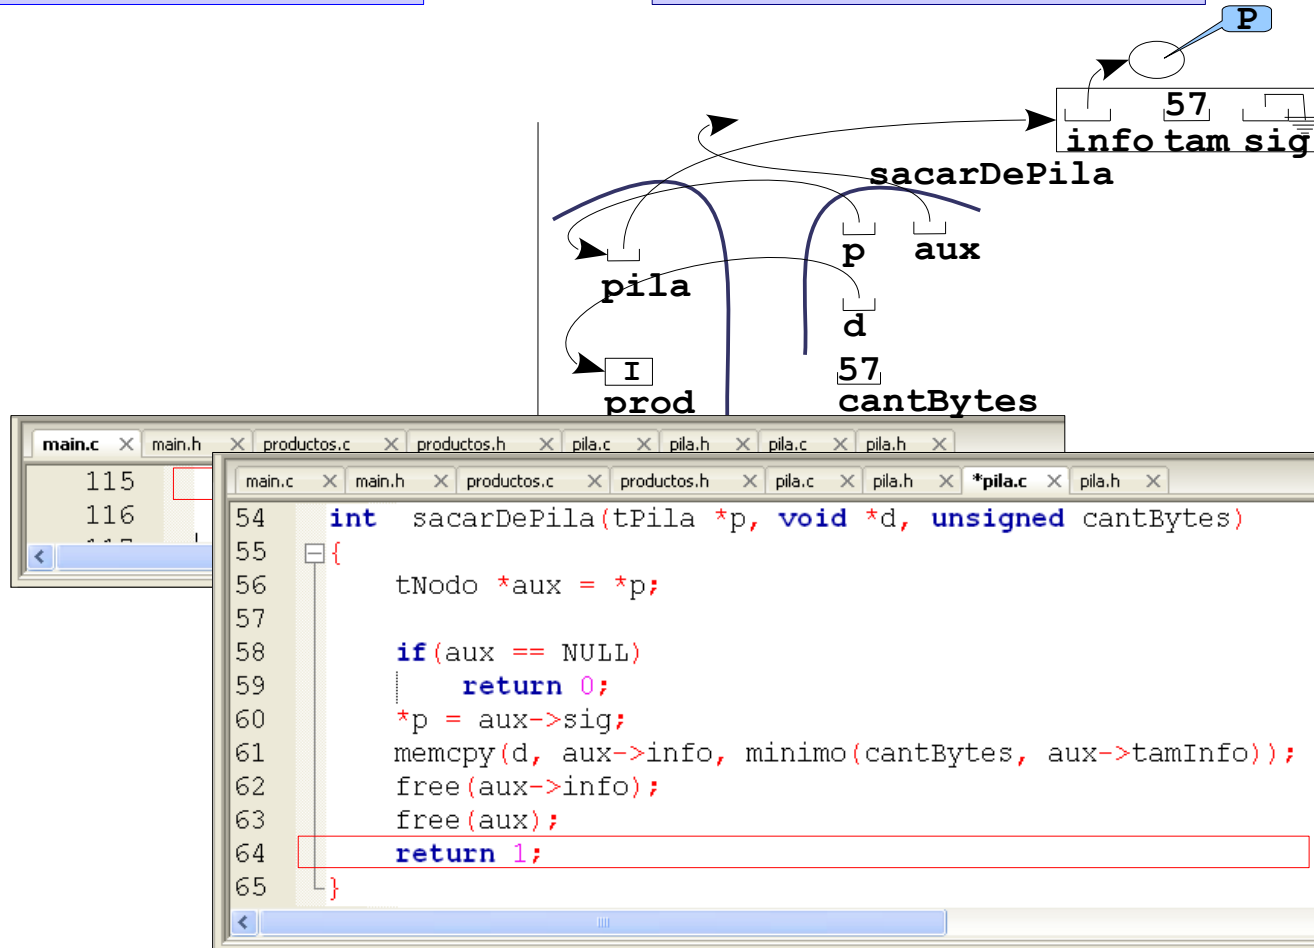 P
57
info tam sig
sacarDePila
p aux
pila
d
I 57
prod cantBytes
main.c main.h productos.c productos.h pila.c pila.h pila.c pila.h
115
116
main.c main.h productos.c productos.h pila.c pila.h *pila.c pila.h
54 int sacarDePila(tPila *p, void *d, unsigned cantBytes)
55 {
56 tNodo *aux = *p;
57
58 if(aux == NULL)
59 return 0;
60 *p = aux->sig;
61 memcpy(d, aux->info, minimo(cantBytes, aux->tamInfo));
62 free(aux->info);
63 free(aux);
64 return 1;
65 }